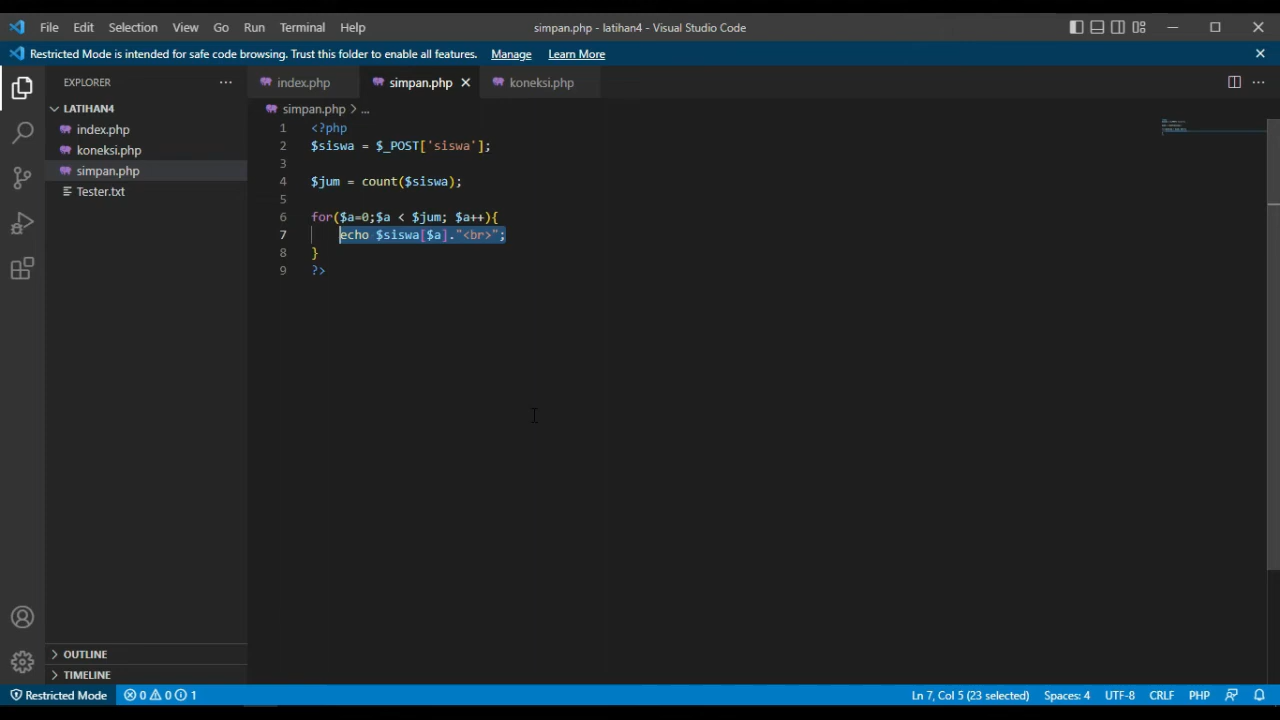 File Edit Selection View Go Run Terminal Help
simpan.php - latihan4 - Visual Studio Code
Restricted Mode is intended for safe code browsing. Trust this folder to enable all features. Manage Learn More
EXPLORER
LATIHAN4
index.php
koneksi.php
simpan.php
Tester.txt
OUTLINE
TIMELINE
index.php simpan.php koneksi.php
simpan.php > ...
1 <?php
2 $siswa = $_POST['siswa'];
3
4 $jum = count($siswa);
5
6 for($a=0;$a < $jum; $a++){
7 echo $siswa[$a]."<br>";
8 }
9 ?>
Restricted Mode 0 0 1 Ln 7, Col 5 (23 selected) Spaces: 4 UTF-8 CRLF PHP